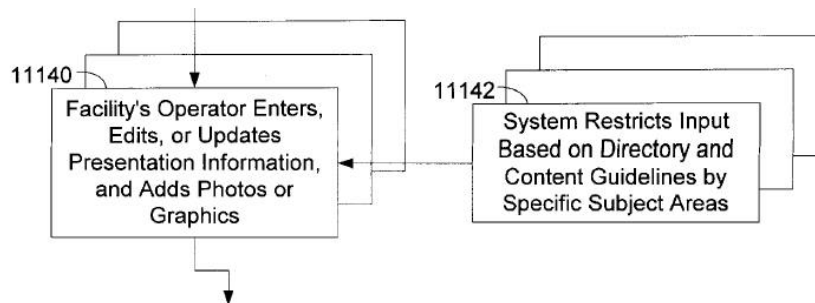 11140
Facility's Operator Enters,
Edits, or Updates
Presentation Information,
and Adds Photos or
Graphics
11142
System Restricts Input
Based on Directory and
Content Guidelines by
Specific Subject Areas